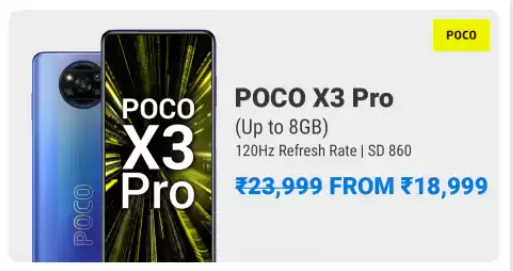 POCO
POCO
X3
Pro
POCO
POCO X3 Pro
(Up to 8GB)
120Hz Refresh Rate | SD 860
₹23,999 FROM ₹18,999